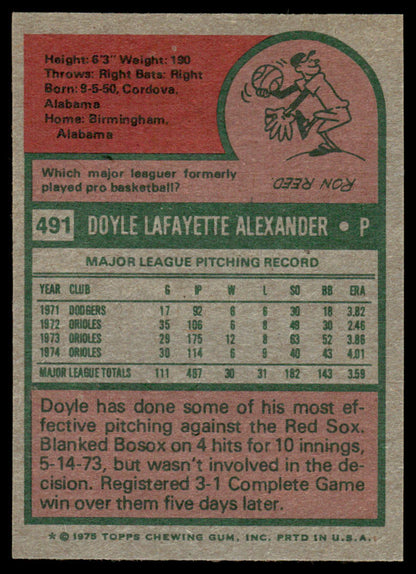 Height: 6'3" Weight: 190
Throws: Right Bats: Right
Born: 9-5-50, Cordova,
Alabama
Home: Birmingham,
Alabama
Which major leaguer formerly
played pro basketball?
RON REED
491 DOYLE LAFAYETTE ALEXANDER • P
MAJOR LEAGUE PITCHING RECORD
YEAR CLUB G IP W L SO BB ERA
1971 DODGERS 17 92 6 6 30 18 3.82
1972 ORIOLES 35 106 6 8 49 30 2.46
1973 ORIOLES 29 175 12 8 63 52 3.86
1974 ORIOLES 30 114 6 9 40 43 4.01
MAJOR LEAGUE TOTALS 111 487 30 31 182 143 3.59
Doyle has done some of his most ef-
fective pitching against the Red Sox.
Blanked Bosox on 4 hits for 10 innings,
5-14-73, but wasn't involved in the de-
cision. Registered 3-1 Complete Game
win over them five days later.
* © 1975 TOPPS CHEWING GUM, INC. PRTD IN U.S.A.